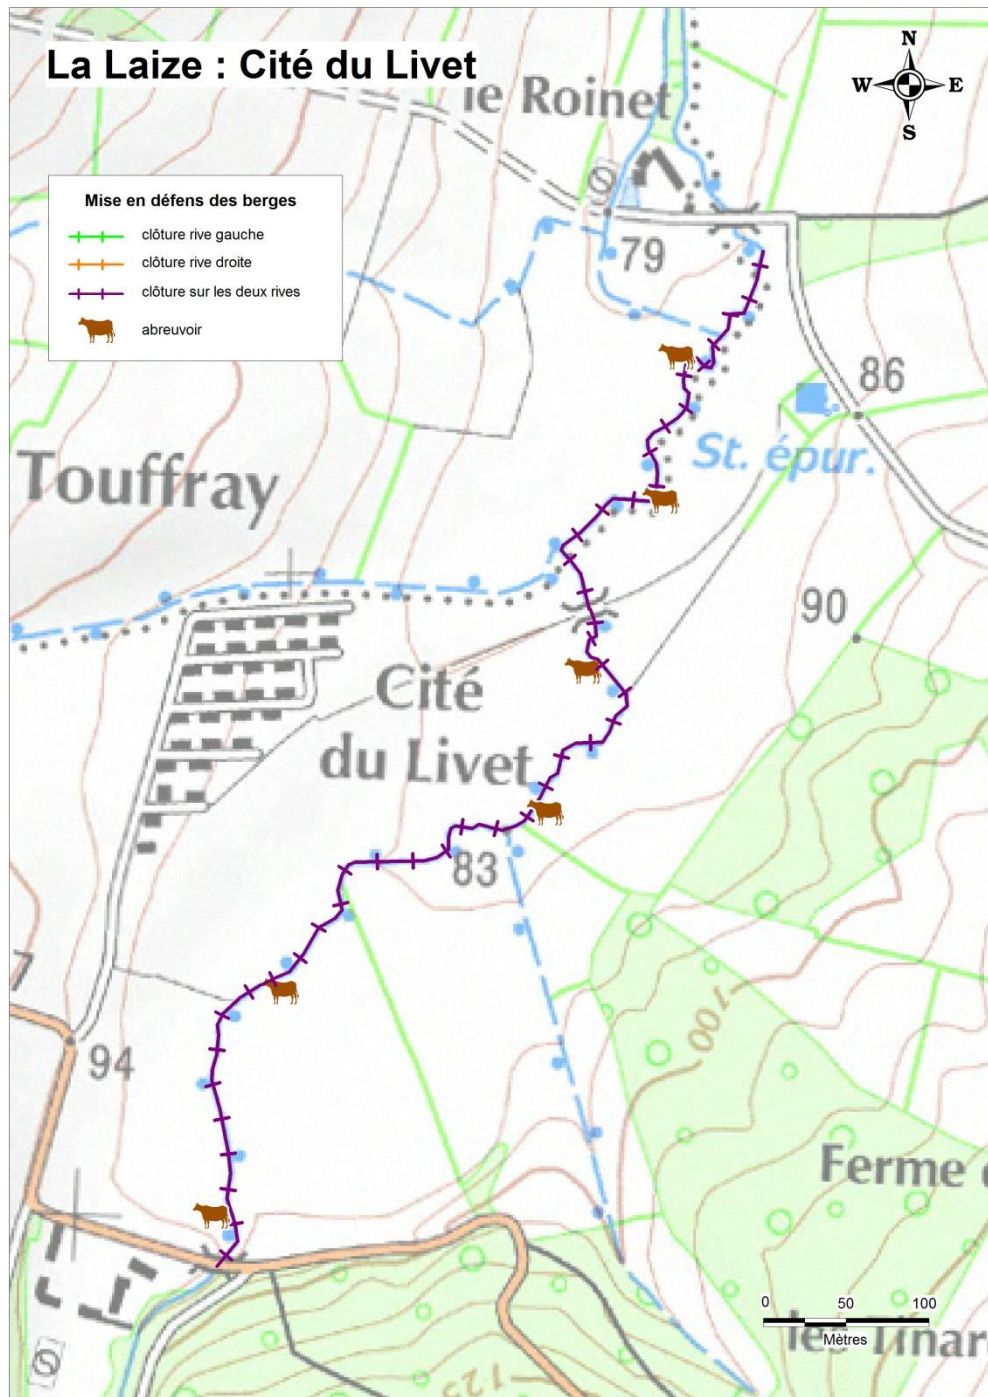 La Laize : Cité du Livet
N
W E
S
le Roinet
Mise en défens des berges
clôture rive gauche
clôture rive droite
clôture sur les deux rives
abreuvoir
79
86
St. épur.
Touffray
90
Cité
du Livet
83
7
94
100
Ferme
0 50 100
Mètres
125